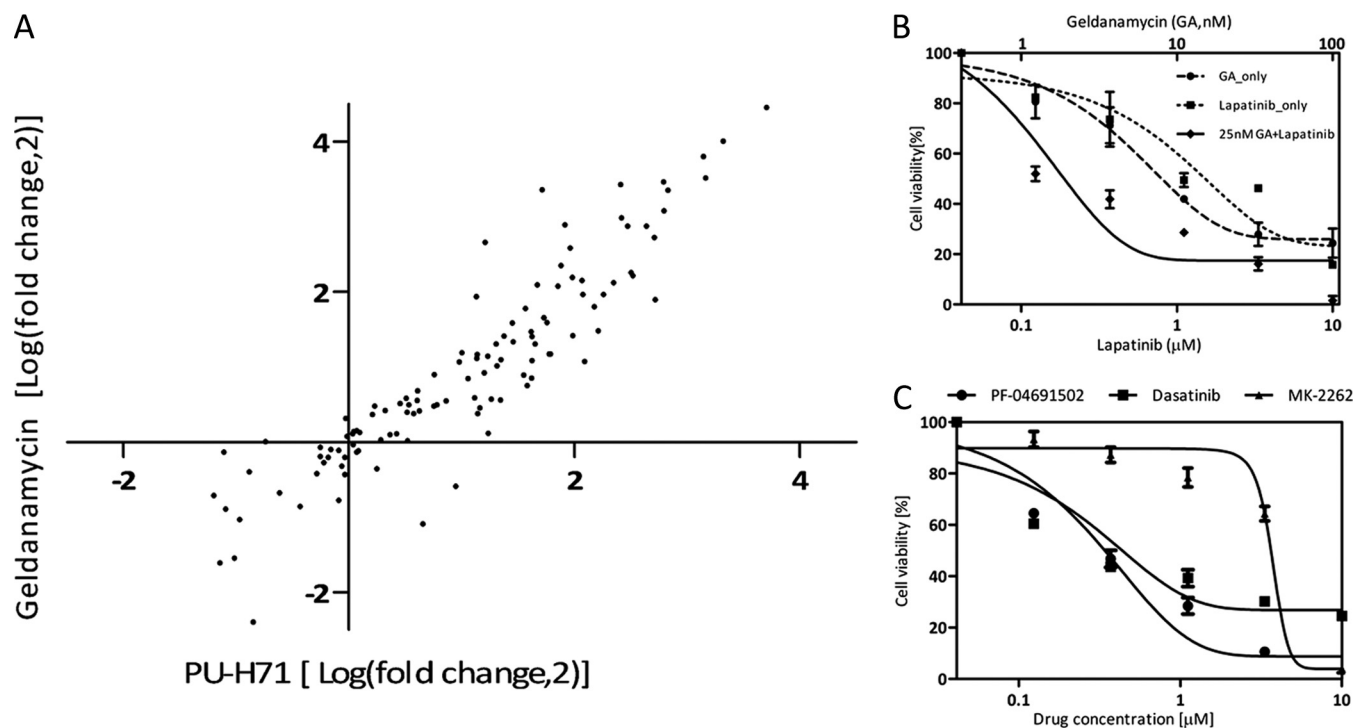 A
Geldanamycin [Log(fold change,2)]
4
2
-2
2
4
-2
PU-H71 [ Log(fold change,2)]
B
Geldanamycin (GA,nM)
1
10
100
100
80
60
40
20
0
Cell viability[%]
GA_only
Lapatinib_only
25nM GA+Lapatinib
0.1
1
10
Lapatinib (μM)
C
PF-04691502
Dasatinib
MK-2262
100
80
60
40
20
0
Cell viability [%]
0.1
1
10
Drug concentration [μM]